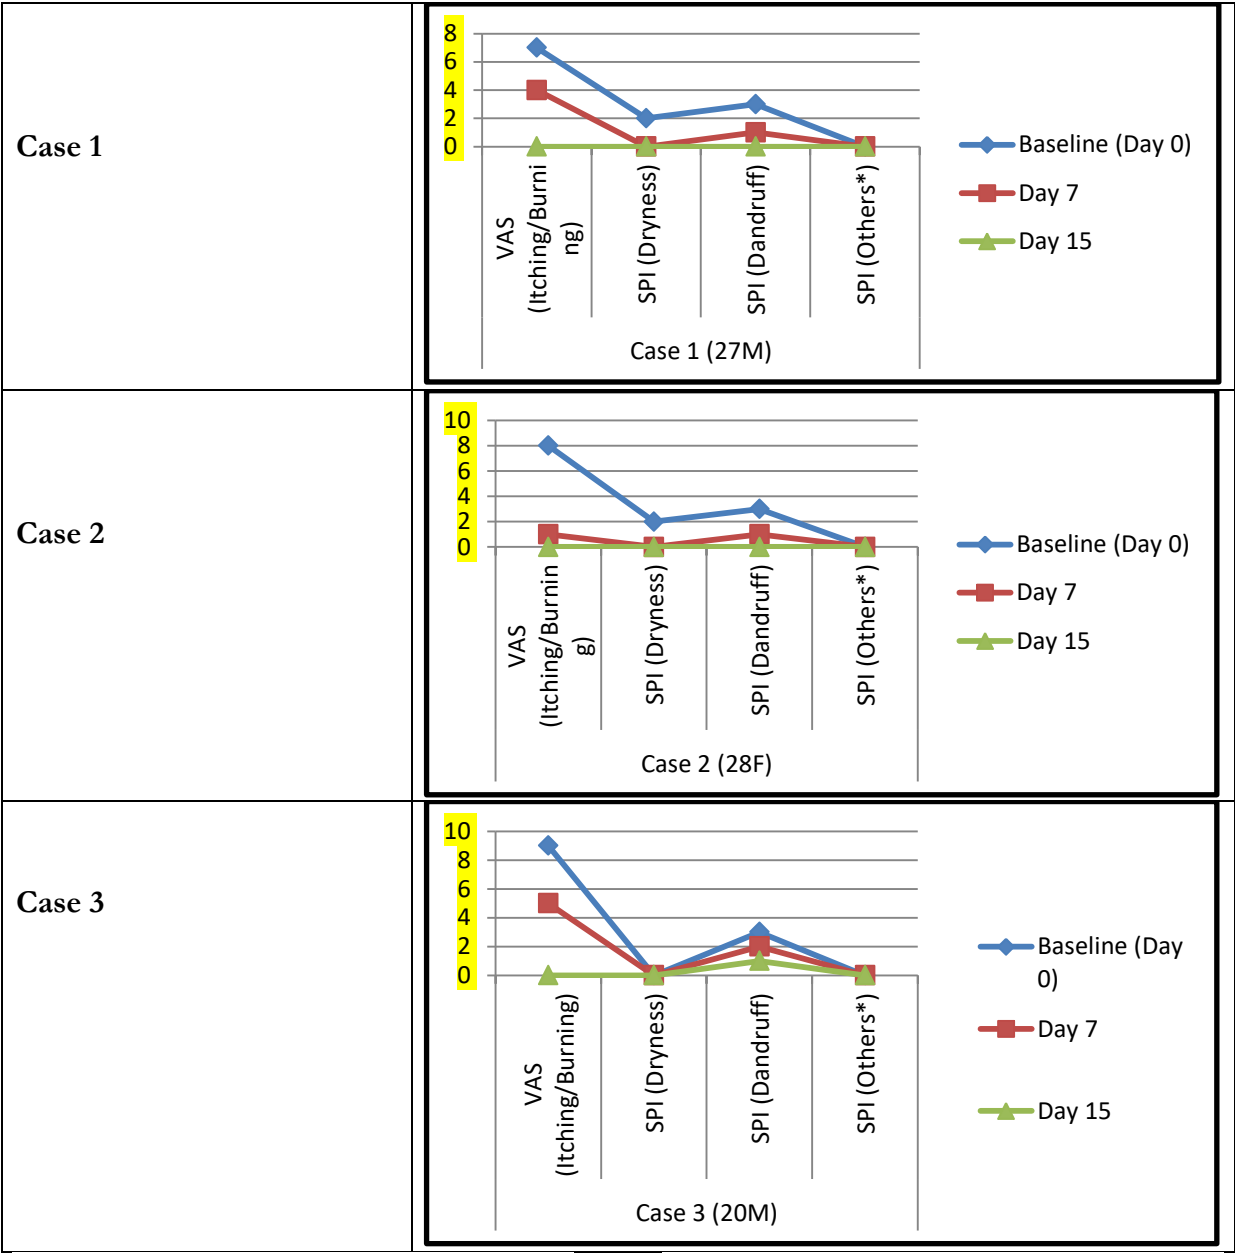 Case 1
8
6
4
2
0
VAS
(Itching/Burni
ng)
SPI (Dryness)
SPI (Dandruff)
SPI (Others*)
Case 1 (27M)
Baseline (Day 0)
Day 7
Day 15
Case 2
10
8
6
4
2
0
VAS
(Itching/Burnin
g)
SPI (Dryness)
SPI (Dandruff)
SPI (Others*)
Case 2 (28F)
Baseline (Day 0)
Day 7
Day 15
Case 3
10
8
6
4
2
0
VAS
(Itching/Burning)
SPI (Dryness)
SPI (Dandruff)
SPI (Others*)
Case 3 (20M)
Baseline (Day
0)
Day 7
Day 15